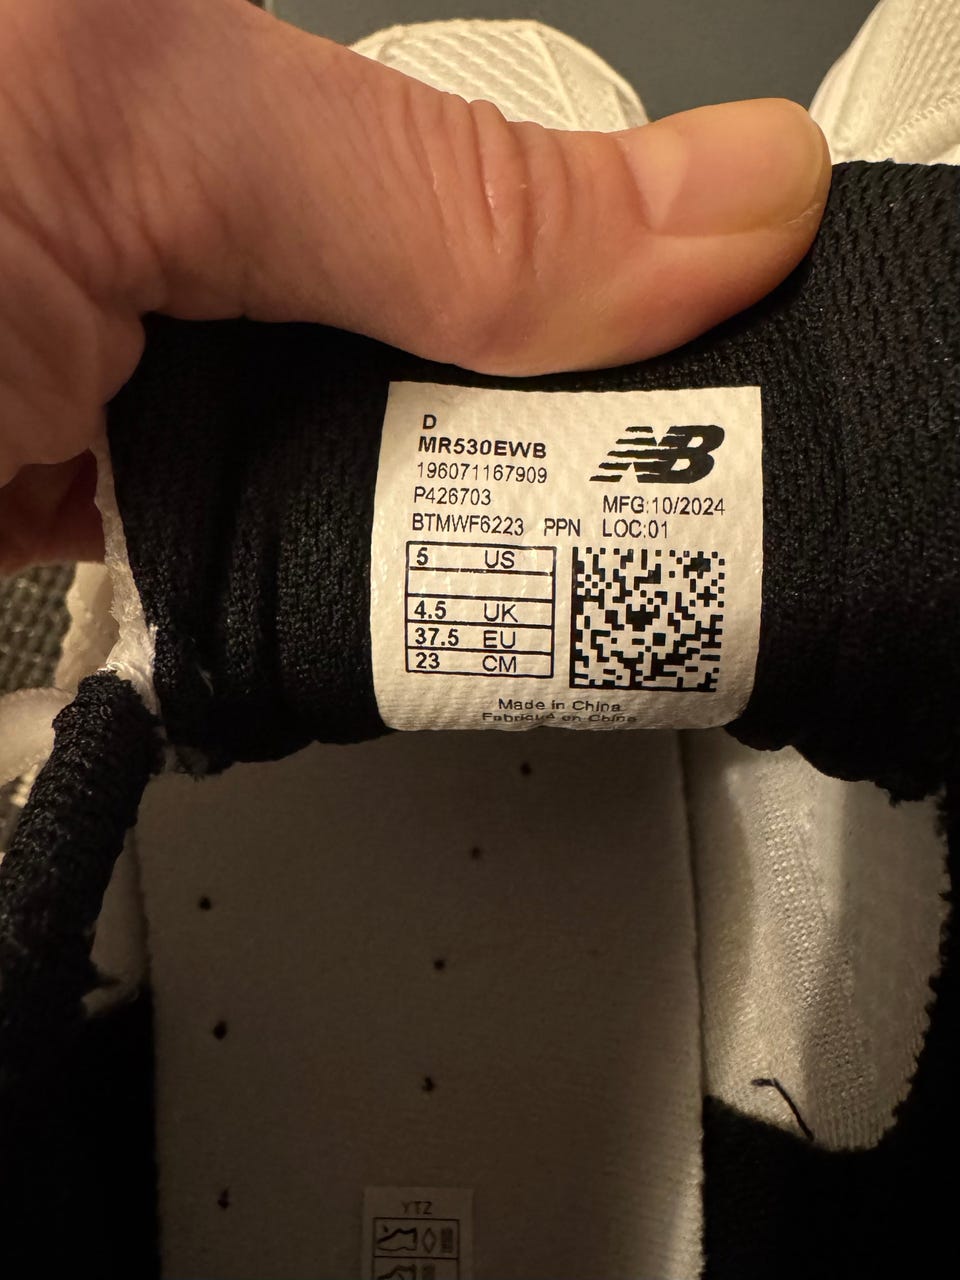 D
MR530EWB
196071167909
P426703
BTMWF6223 PPN
NB
MFG:10/2024
LOC:01
5 US
4.5 UK
37.5 EU
23 CM
Made in China
Fabriqué en Chine
YTZ